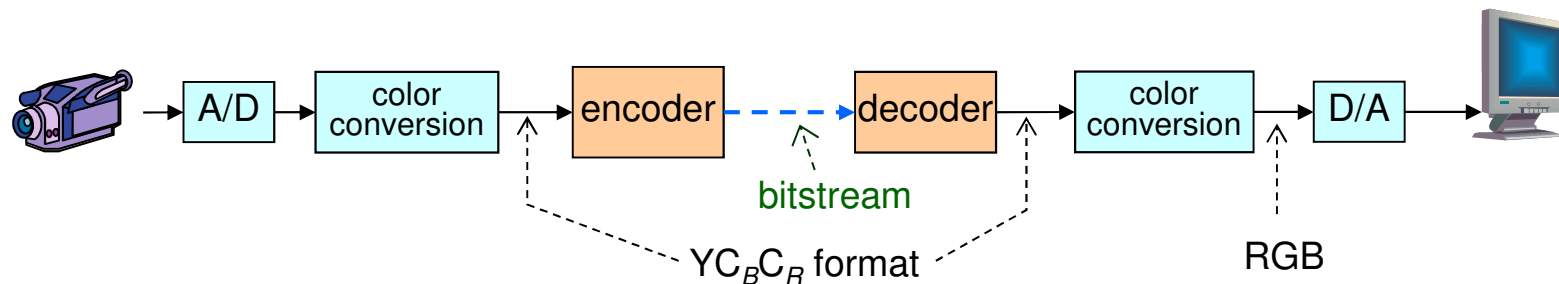 A/D
color
conversion
encoder
decoder
color
conversion
D/A
bitstream
YC_BC_R format
RGB